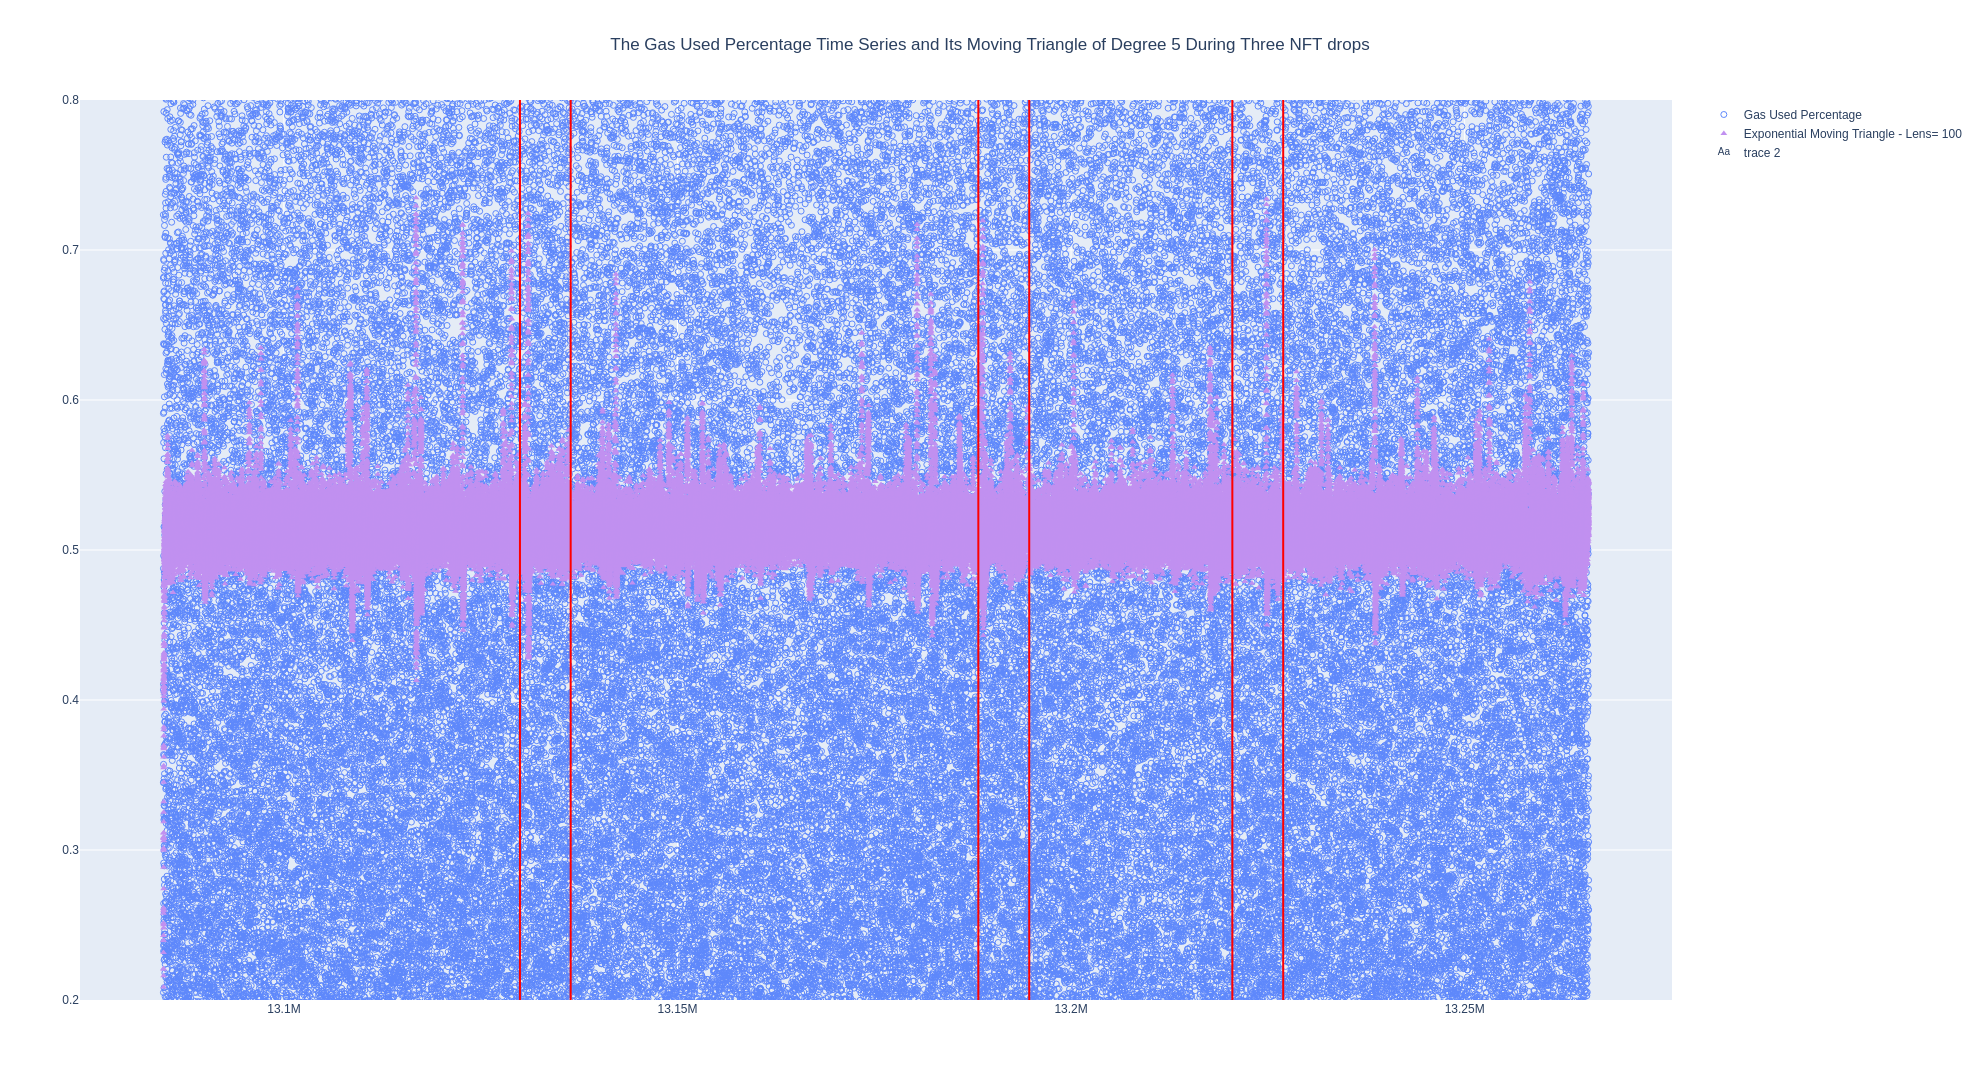 The Gas Used Percentage Time Series and Its Moving Triangle of Degree 5 During Three NFT drops
0.8
0.7
0.6
0.5
0.4
0.3
0.2
13.1M
13.15M
13.2M
13.25M
Gas Used Percentage
Exponential Moving Triangle - Lens= 100
Aa trace 2